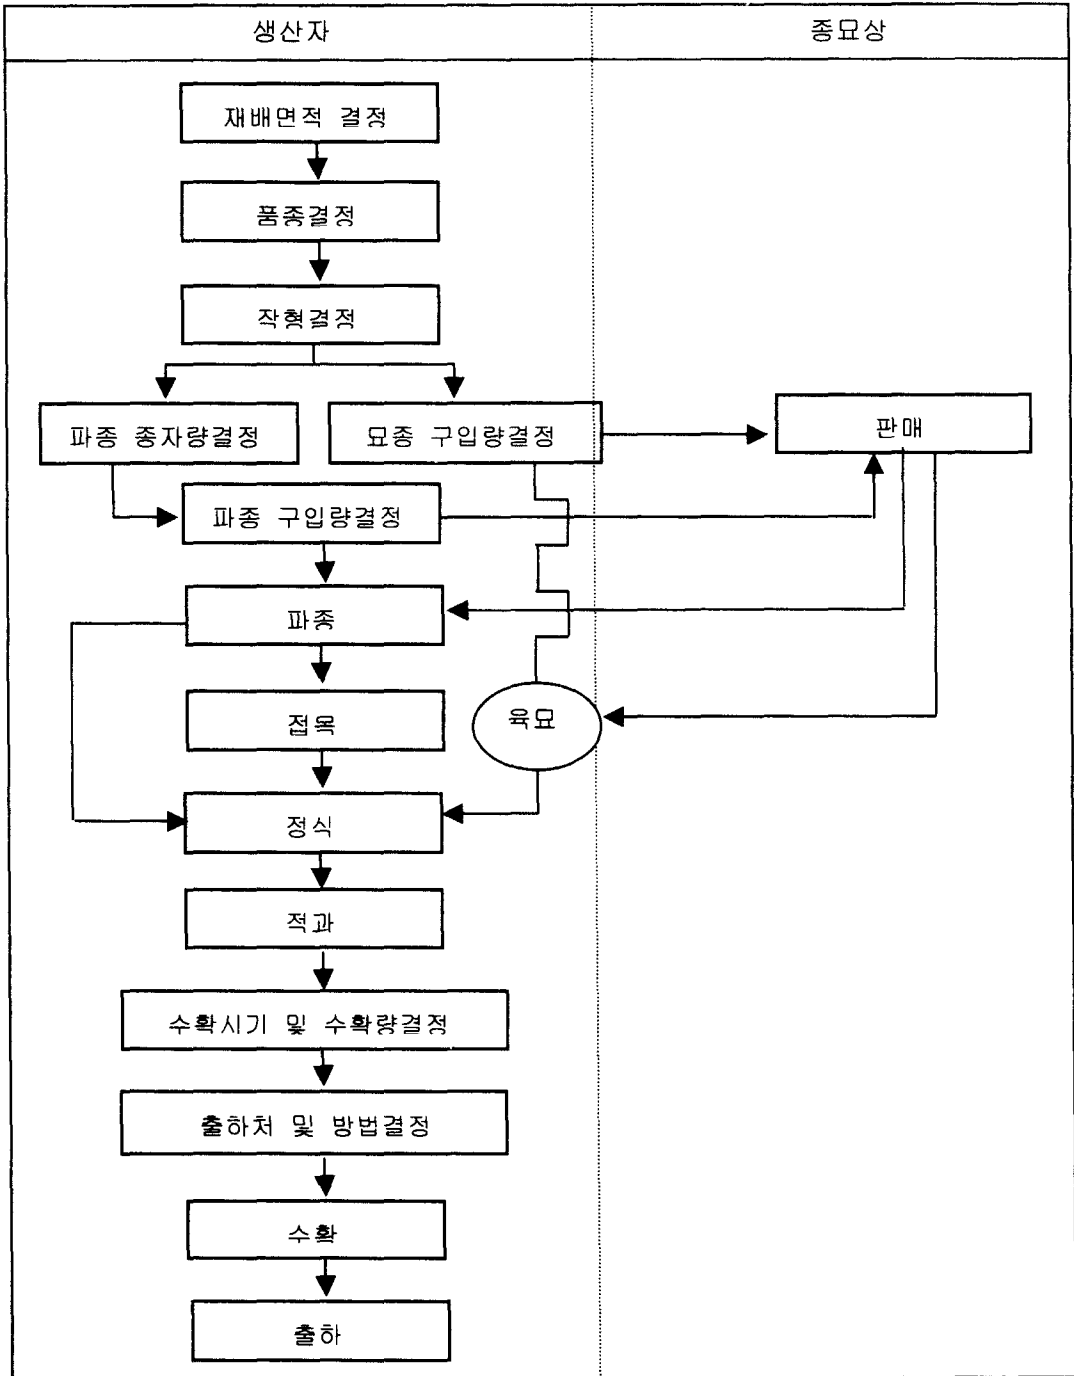 생산자
종묘상
재배면적 결정
품종결정
작형결정
파종 종자량결정
묘종 구입량결정
판매
파종 구입량결정
파종
접목
육묘
정식
적과
수확시기 및 수확량결정
출하처 및 방법결정
수확
출하